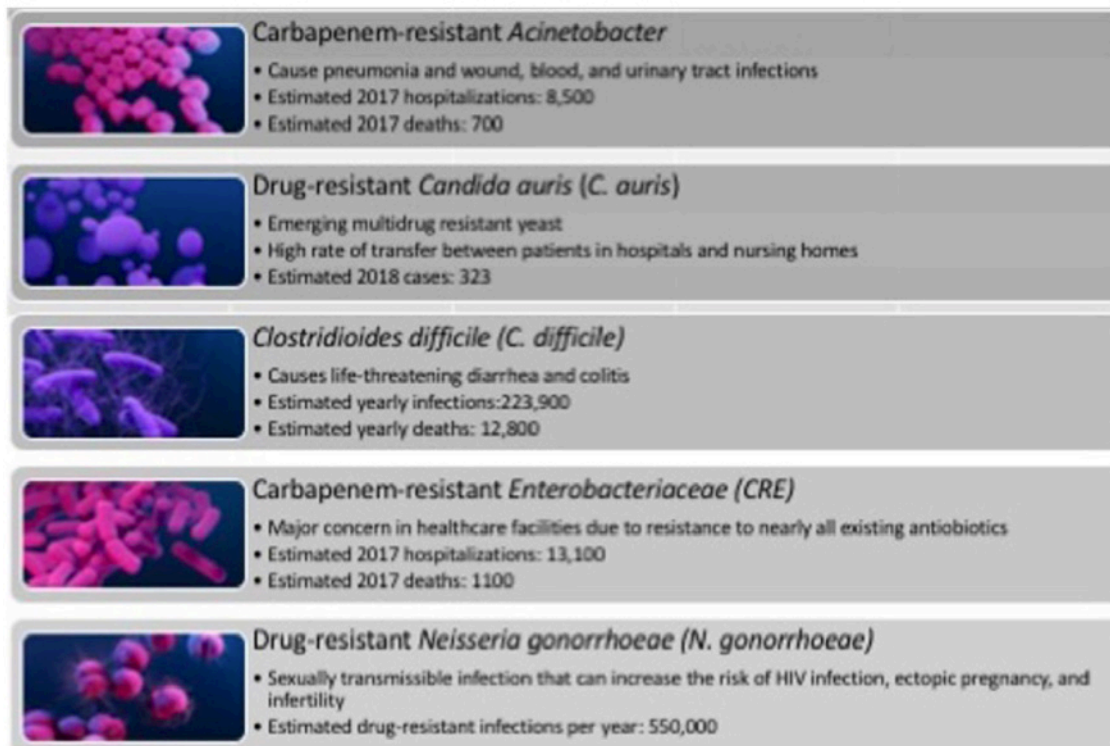 Carbapenem-resistant Acinetobacter
• Cause pneumonia and wound, blood, and urinary tract infections
• Estimated 2017 hospitalizations: 8,500
• Estimated 2017 deaths: 700
Drug-resistant Candida auris (C. auris)
• Emerging multidrug resistant yeast
• High rate of transfer between patients in hospitals and nursing homes
• Estimated 2018 cases: 323
Clostridioides difficile (C. difficile)
• Causes life-threatening diarrhea and colitis
• Estimated yearly infections:223,900
• Estimated yearly deaths: 12,800
Carbapenem-resistant Enterobacteriaceae (CRE)
• Major concern in healthcare facilities due to resistance to nearly all existing antiobiotics
• Estimated 2017 hospitalizations: 13,100
• Estimated 2017 deaths: 1100
Drug-resistant Neisseria gonorrhoeae (N. gonorrhoeae)
• Sexually transmissible infection that can increase the risk of HIV infection, ectopic pregnancy, and
infertility
• Estimated drug-resistant infections per year: 550,000